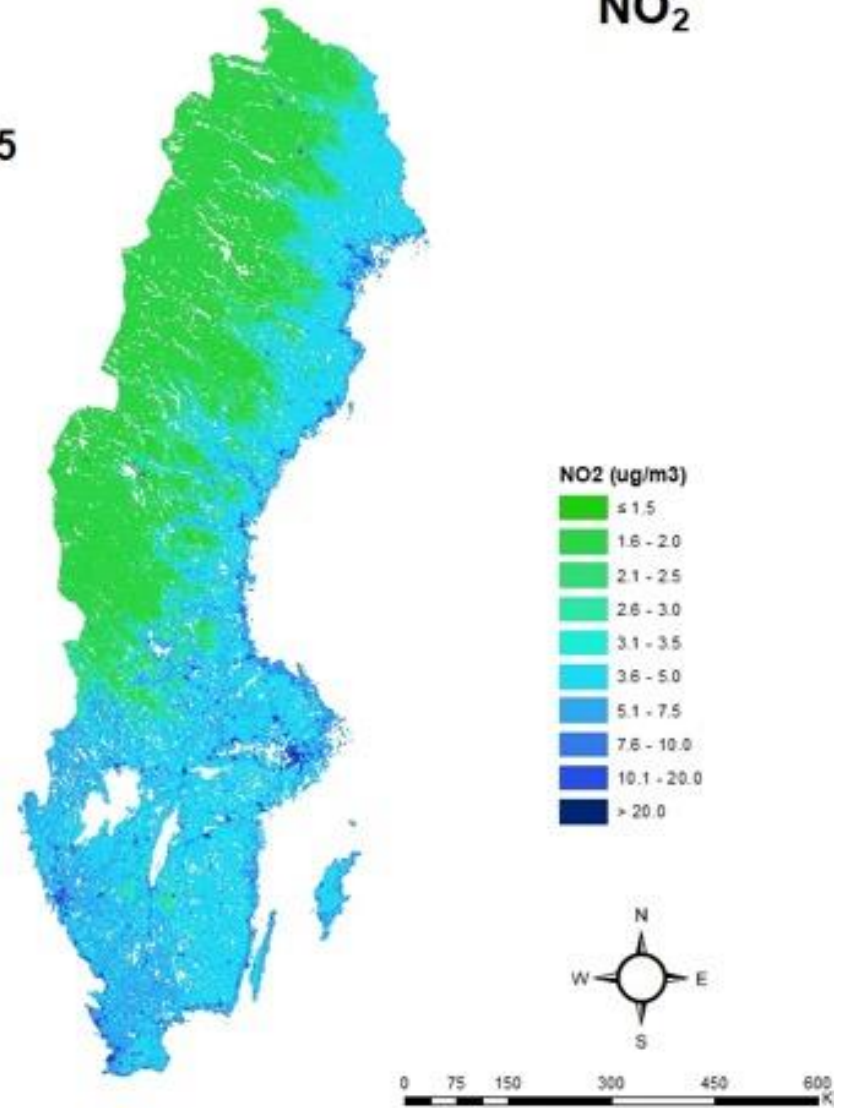 NO₂
5
NO2 (ug/m3)
≤ 1.5
1.6 - 2.0
2.1 - 2.5
2.6 - 3.0
3.1 - 3.5
3.6 - 5.0
5.1 - 7.5
7.6 - 10.0
10.1 - 20.0
> 20.0
N
W E
S
0 75 150 300 450 600
K